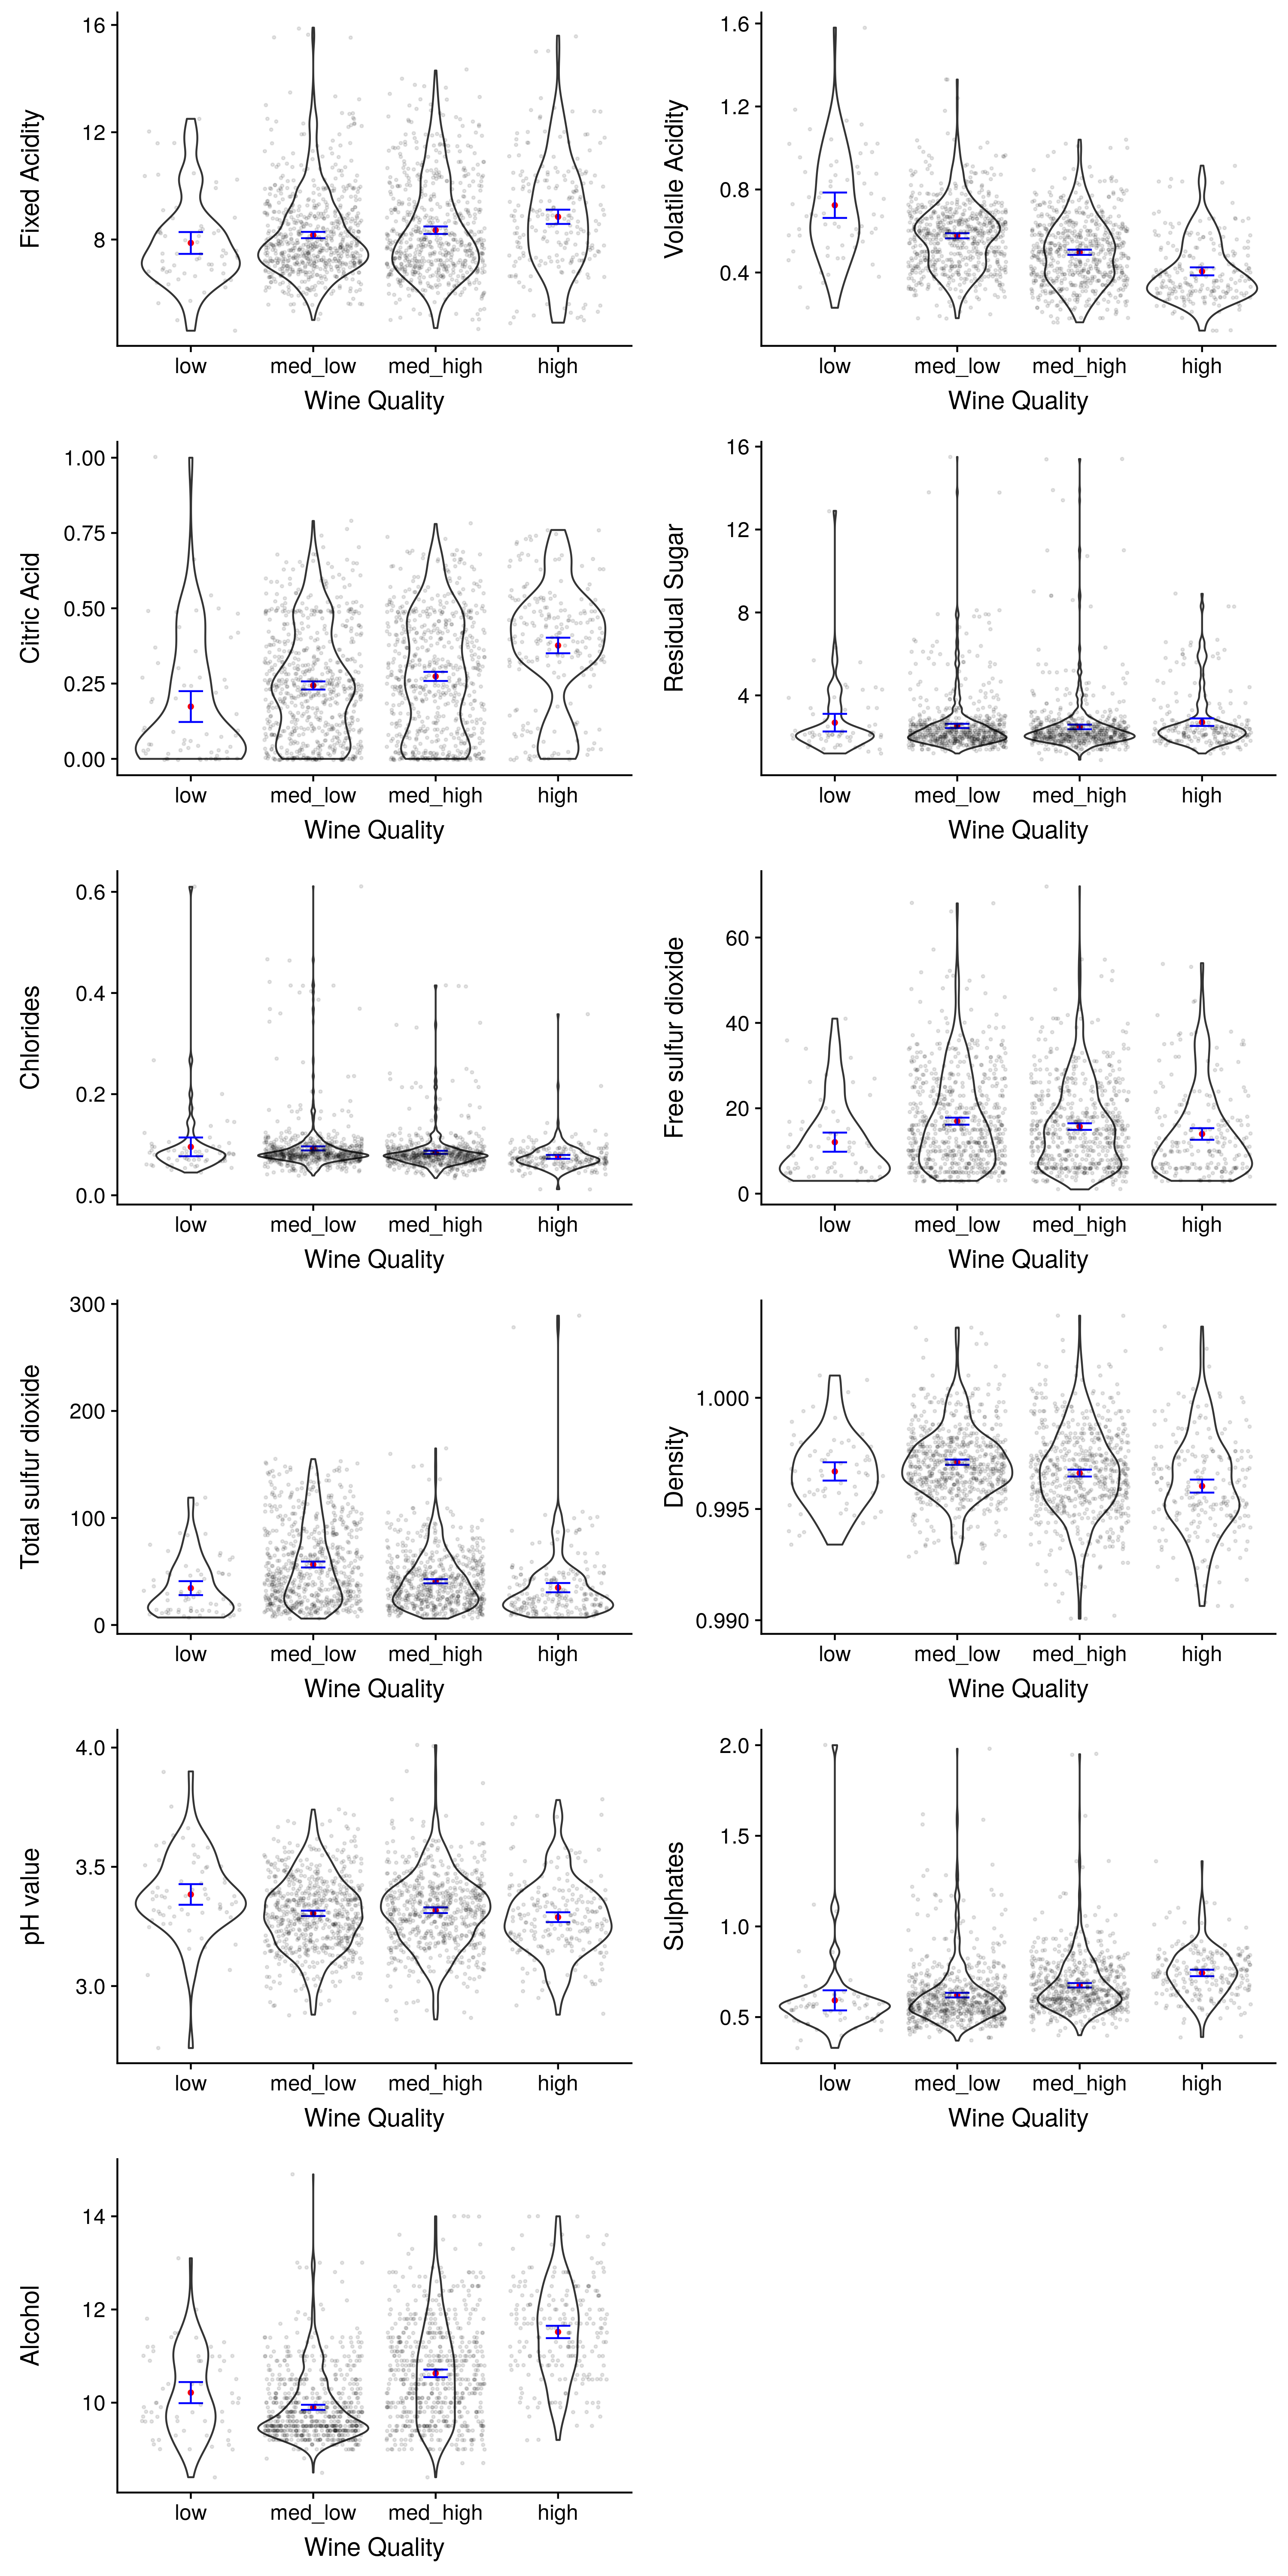 Fixed Acidity
16
12
8
low med_low med_high high
Wine Quality
Volatile Acidity
1.6
1.2
0.8
0.4
low med_low med_high high
Wine Quality
Citric Acid
1.00
0.75
0.50
0.25
0.00
low med_low med_high high
Wine Quality
Residual Sugar
16
12
8
4
low med_low med_high high
Wine Quality
Chlorides
0.6
0.4
0.2
0.0
low med_low med_high high
Wine Quality
Free sulfur dioxide
60
40
20
0
low med_low med_high high
Wine Quality
Total sulfur dioxide
300
200
100
0
low med_low med_high high
Wine Quality
Density
1.000
0.995
0.990
low med_low med_high high
Wine Quality
pH value
4.0
3.5
3.0
low med_low med_high high
Wine Quality
Sulphates
2.0
1.5
1.0
0.5
low med_low med_high high
Wine Quality
Alcohol
14
12
10
low med_low med_high high
Wine Quality